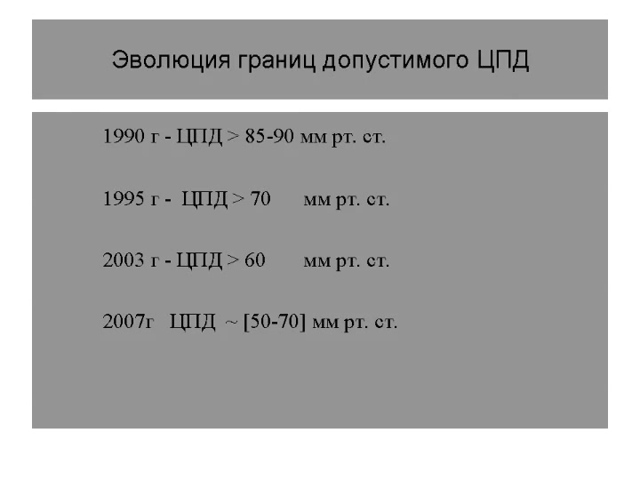 Эволюция границ допустимого ЦПД
1990 г - ЦПД > 85-90 мм рт. ст.
1995 г - ЦПД > 70 мм рт. ст.
2003 г - ЦПД > 60 мм рт. ст.
2007г ЦПД ~ [50-70] мм рт. ст.